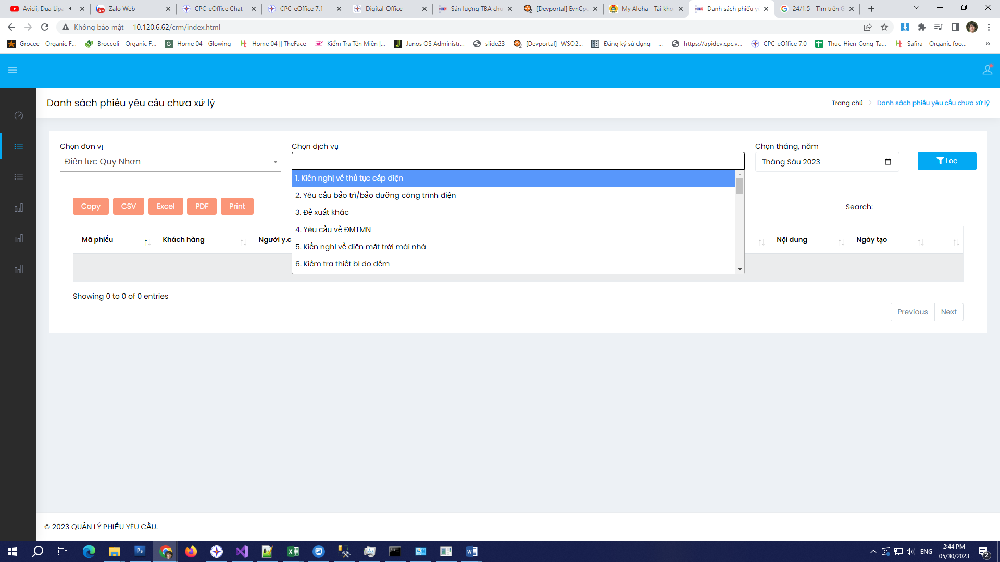 Avicii, Dua Lipa
Zalo Web
CPC-eOffice Chat
CPC-eOffice 7.1
Digital-Office
Sản lượng TBA chu
[Devportal] EvnCpc
My Aloha - Tài kho
Danh sách phiếu y
24/1.5 - Tìm trên G
Không bảo mật
10.120.6.62/crm/index.html
Grocee - Organic F...
Broccoli - Organic F...
Home 04 - Glowing
Home 04 || TheFace
Kiểm Tra Tên Miền |...
Junos OS Administr...
slide23
[Devportal]- WSO2...
Đăng ký sử dụng —...
https://apidev.cpc.v...
CPC-eOffice 7.0
Thuc-Hien-Cong-Ta...
Safira – Organic foo...
»
Danh sách phiếu yêu cầu chưa xử lý
Trang chủ
Danh sách phiếu yêu cầu chưa xử lý
Chọn đơn vị
Chọn dịch vụ
Chọn tháng, năm
Điện lực Quy Nhơn
Tháng Sáu 2023
Lọc
1. Kiến nghị về thủ tục cấp điện
2. Yêu cầu bảo trì/bảo dưỡng công trình điện
3. Đề xuất khác
4. Yêu cầu về ĐMTMN
5. Kiến nghị về điện mặt trời mái nhà
6. Kiểm tra thiết bị đo đếm
Copy
CSV
Excel
PDF
Print
Search:
Mã phiếu
Khách hàng
Người y.c
Nội dung
Ngày tạo
Showing 0 to 0 of 0 entries
Previous
Next
© 2023 QUẢN LÝ PHIẾU YÊU CẦU.
Ps
ENG
2:44 PM
05/30/2023
2